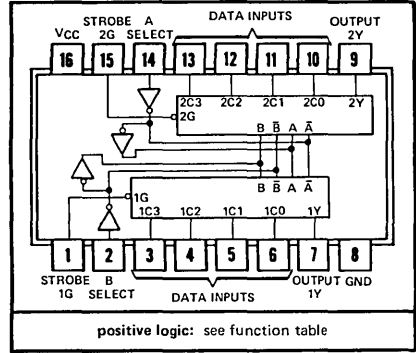 STROBE A DATA INPUTS OUTPUT
VCC 2G SELECT 2Y
16 15 14 13 12 11 10 9
2C3 2C2 2C1 2C0 2Y
2G
B B̅ A A̅
B B̅ A A̅
1G
1C3 1C2 1C1 1C0 1Y
1 2 3 4 5 6 7 8
STROBE B DATA INPUTS OUTPUT GND
1G SELECT 1Y
positive logic: see function table